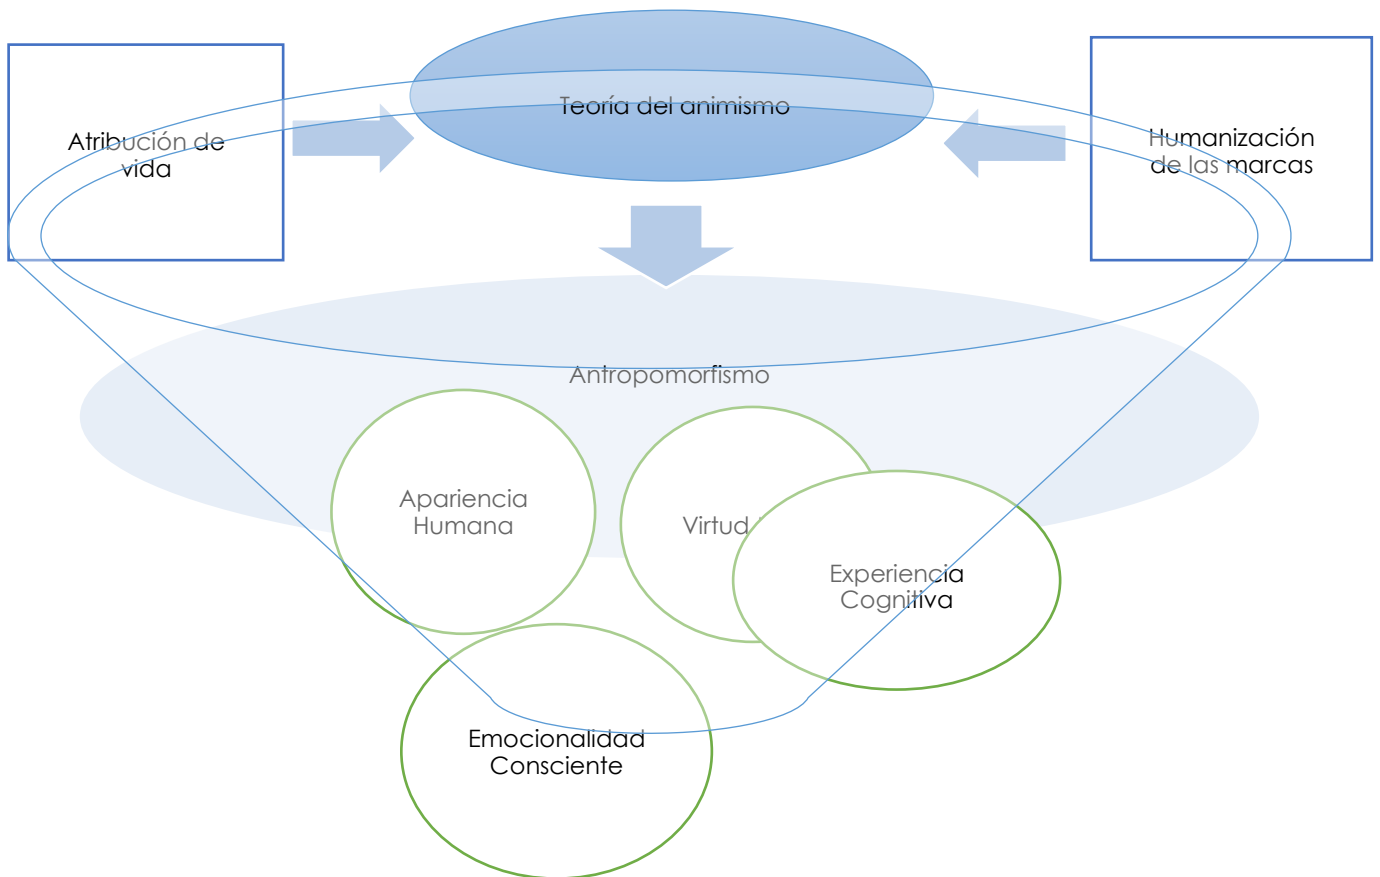 Teoría del animismo
Atribución de
vida
Humanización
de las marcas
Antropomorfismo
Apariencia
Humana
Virtud
Experiencia
Cognitiva
Emocionalidad
Consciente